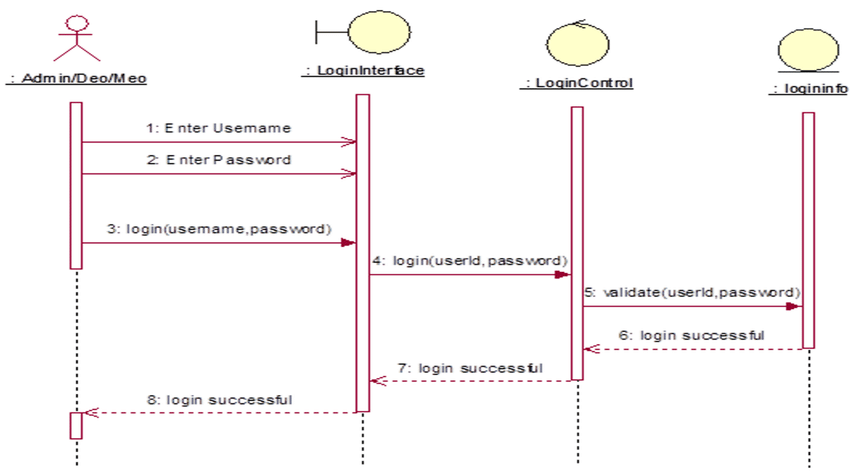 : Admin/Deo/Meo
: LoginInterface
: LoginControl
: logininfo
1: Enter Username
2: Enter Password
3: login(username,password)
4: login(userId,password)
5: validate(userId,password)
6: login successful
7: login successful
8: login successful